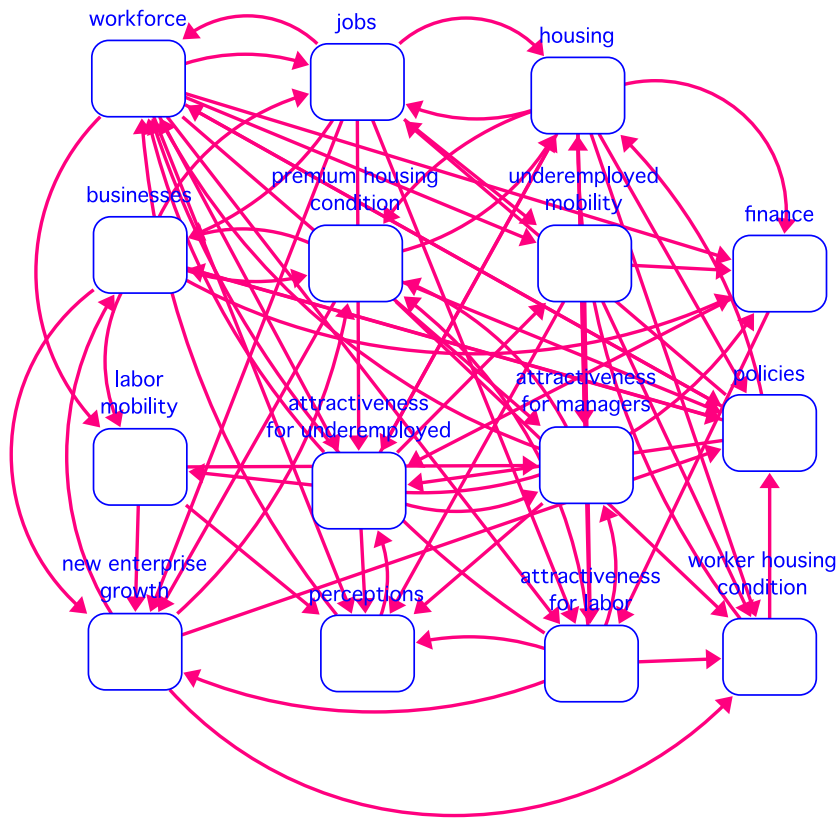 workforce
jobs
housing
businesses
premium housing
condition
underemployed
mobility
finance
labor
mobility
attractiveness
for underemployed
attractiveness
for managers
policies
new enterprise
growth
perceptions
attractiveness
for labor
worker housing
condition